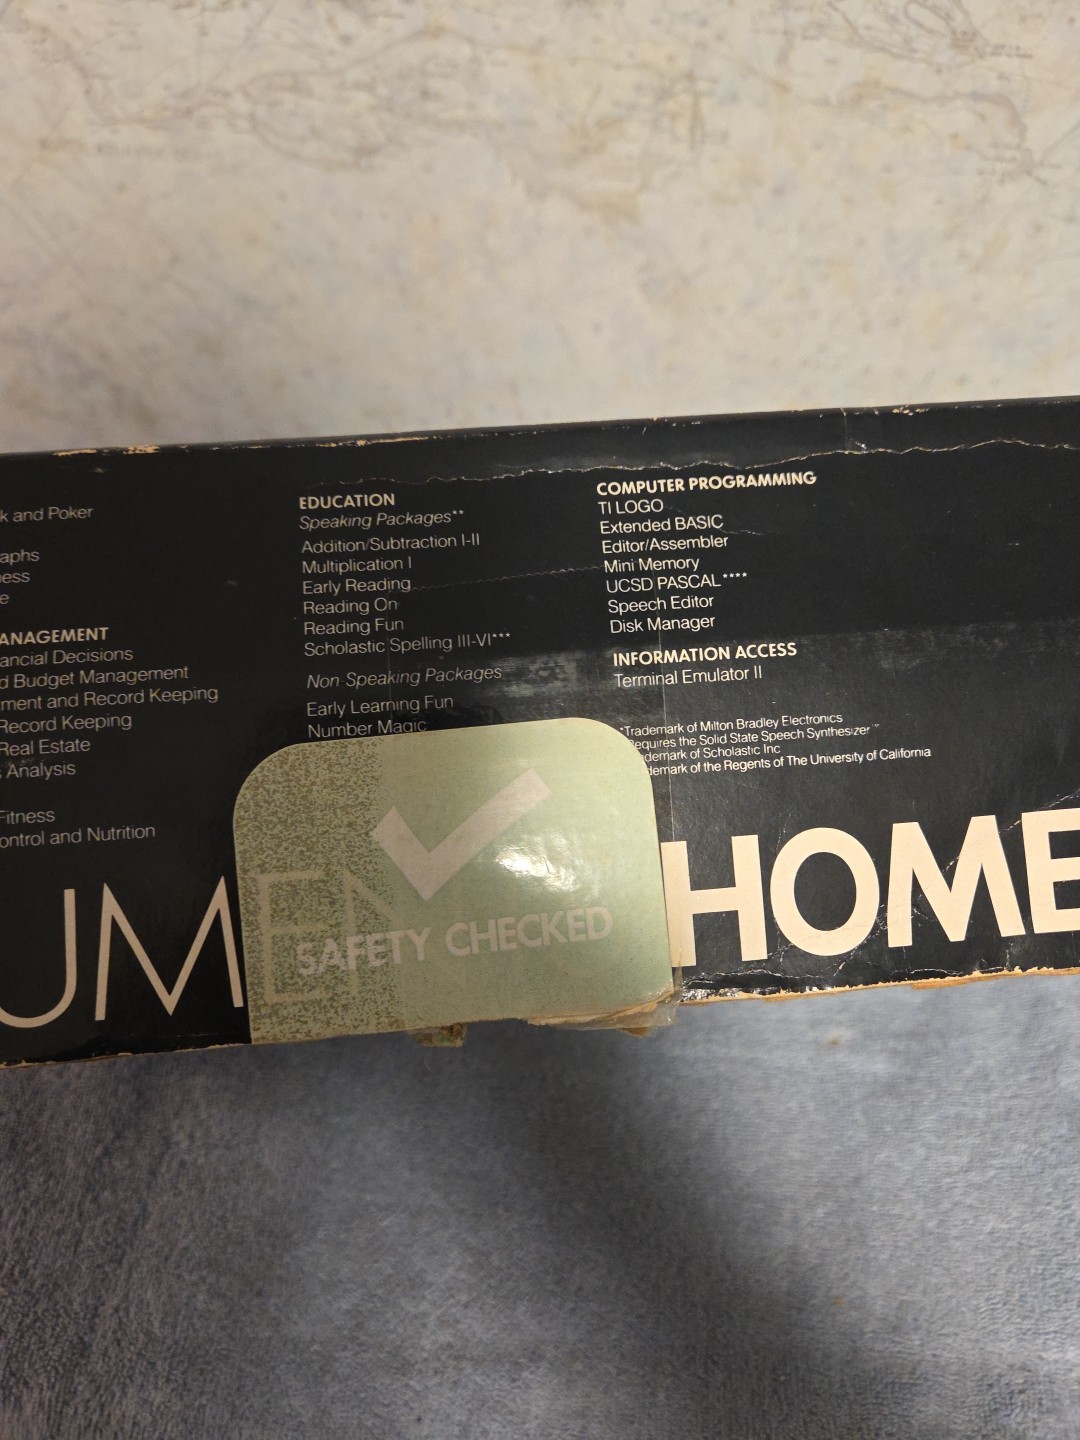 k and Poker
aphs
ess
e
ANAGEMENT
ancial Decisions
d Budget Management
ment and Record Keeping
Record Keeping
Real Estate
Analysis
Fitness
ontrol and Nutrition
EDUCATION
Speaking Packages**
Addition/Subtraction I-II
Multiplication I
Early Reading
Reading On
Reading Fun
Scholastic Spelling III-VI***
Non-Speaking Packages
Early Learning Fun
Number Magic
COMPUTER PROGRAMMING
TI LOGO
Extended BASIC
Editor/Assembler
Mini Memory
UCSD PASCAL****
Speech Editor
Disk Manager
INFORMATION ACCESS
Terminal Emulator II
*Trademark of Milton Bradley Electronics
equires the Solid State Speech Synthesizer
demark of Scholastic Inc
demark of the Regents of The University of California
UMEN HOME
SAFETY CHECKED